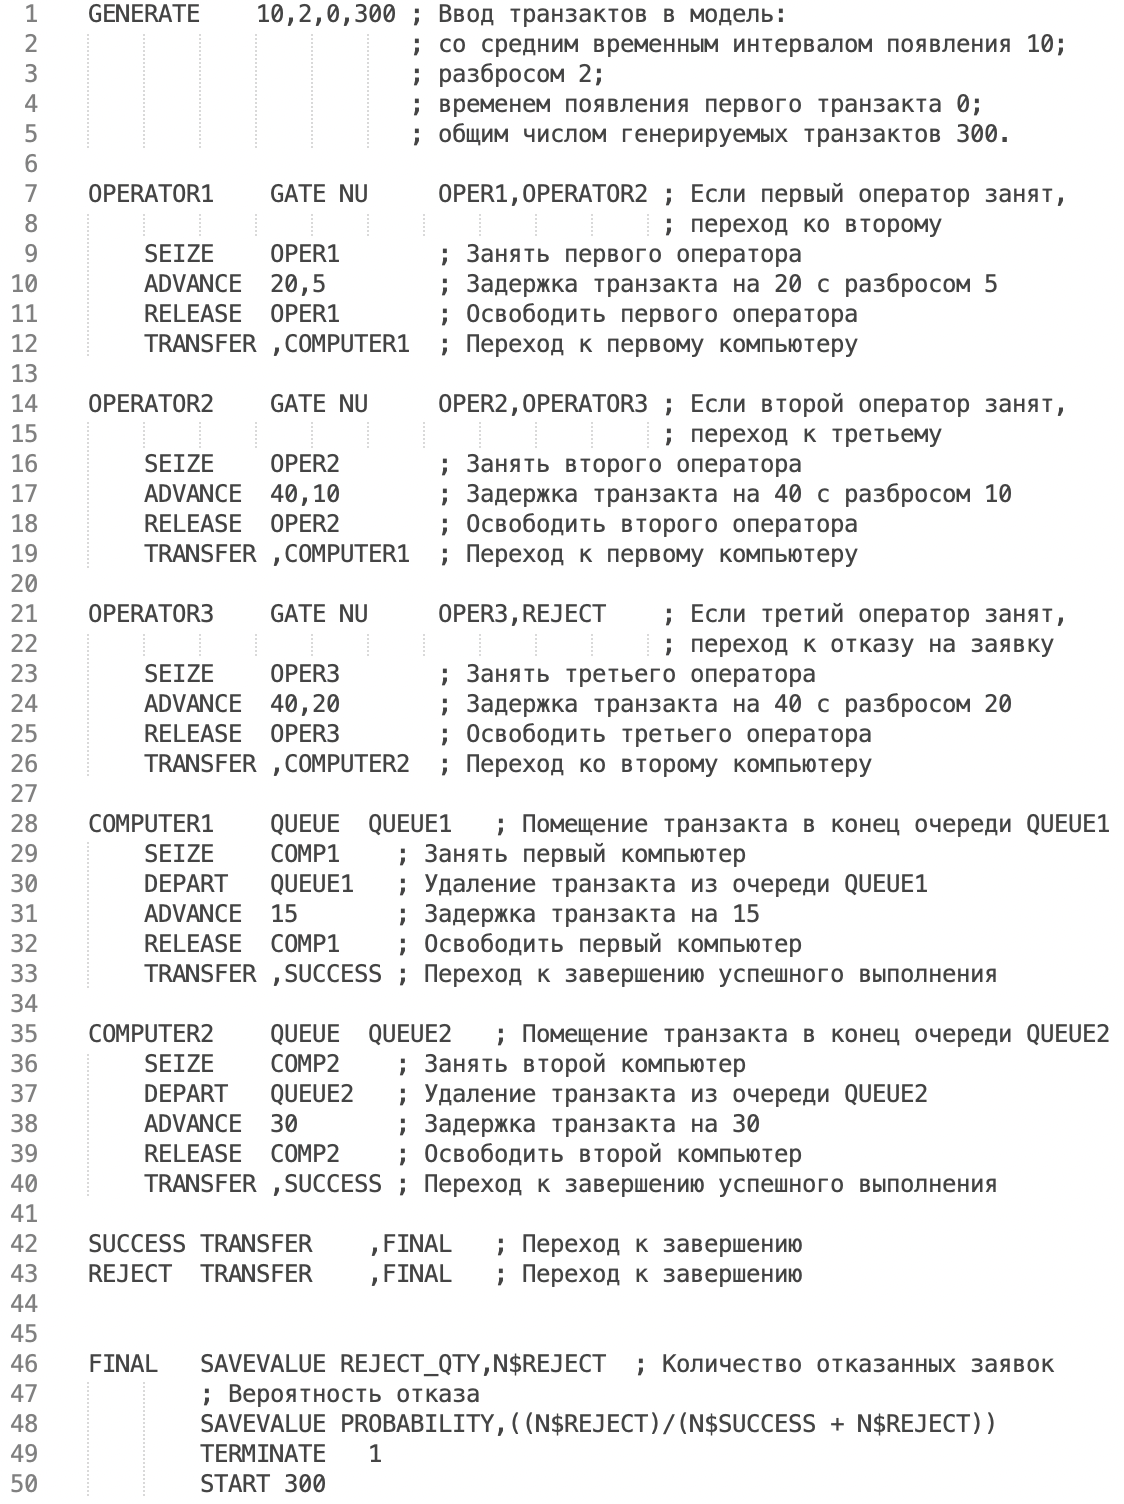 1 GENERATE 10,2,0,300 ; Ввод транзактов в модель:
2 ; со средним временным интервалом появления 10;
3 ; разбросом 2;
4 ; временем появления первого транзакта 0;
5 ; общим числом генерируемых транзактов 300.
6
7 OPERATOR1 GATE NU OPER1,OPERATOR2 ; Если первый оператор занят,
8 ; переход ко второму
9 SEIZE OPER1 ; Занять первого оператора
10 ADVANCE 20,5 ; Задержка транзакта на 20 с разбросом 5
11 RELEASE OPER1 ; Освободить первого оператора
12 TRANSFER ,COMPUTER1 ; Переход к первому компьютеру
13
14 OPERATOR2 GATE NU OPER2,OPERATOR3 ; Если второй оператор занят,
15 ; переход к третьему
16 SEIZE OPER2 ; Занять второго оператора
17 ADVANCE 40,10 ; Задержка транзакта на 40 с разбросом 10
18 RELEASE OPER2 ; Освободить второго оператора
19 TRANSFER ,COMPUTER1 ; Переход к первому компьютеру
20
21 OPERATOR3 GATE NU OPER3,REJECT ; Если третий оператор занят,
22 ; переход к отказу на заявку
23 SEIZE OPER3 ; Занять третьего оператора
24 ADVANCE 40,20 ; Задержка транзакта на 40 с разбросом 20
25 RELEASE OPER3 ; Освободить третьего оператора
26 TRANSFER ,COMPUTER2 ; Переход ко второму компьютеру
27
28 COMPUTER1 QUEUE QUEUE1 ; Помещение транзакта в конец очереди QUEUE1
29 SEIZE COMP1 ; Занять первый компьютер
30 DEPART QUEUE1 ; Удаление транзакта из очереди QUEUE1
31 ADVANCE 15 ; Задержка транзакта на 15
32 RELEASE COMP1 ; Освободить первый компьютер
33 TRANSFER ,SUCCESS ; Переход к завершению успешного выполнения
34
35 COMPUTER2 QUEUE QUEUE2 ; Помещение транзакта в конец очереди QUEUE2
36 SEIZE COMP2 ; Занять второй компьютер
37 DEPART QUEUE2 ; Удаление транзакта из очереди QUEUE2
38 ADVANCE 30 ; Задержка транзакта на 30
39 RELEASE COMP2 ; Освободить второй компьютер
40 TRANSFER ,SUCCESS ; Переход к завершению успешного выполнения
41
42 SUCCESS TRANSFER ,FINAL ; Переход к завершению
43 REJECT TRANSFER ,FINAL ; Переход к завершению
44
45
46 FINAL SAVEVALUE REJECT_QTY,N$REJECT ; Количество отказанных заявок
47 ; Вероятность отказа
48 SAVEVALUE PROBABILITY,((N$REJECT)/(N$SUCCESS + N$REJECT))
49 TERMINATE 1
50 START 300